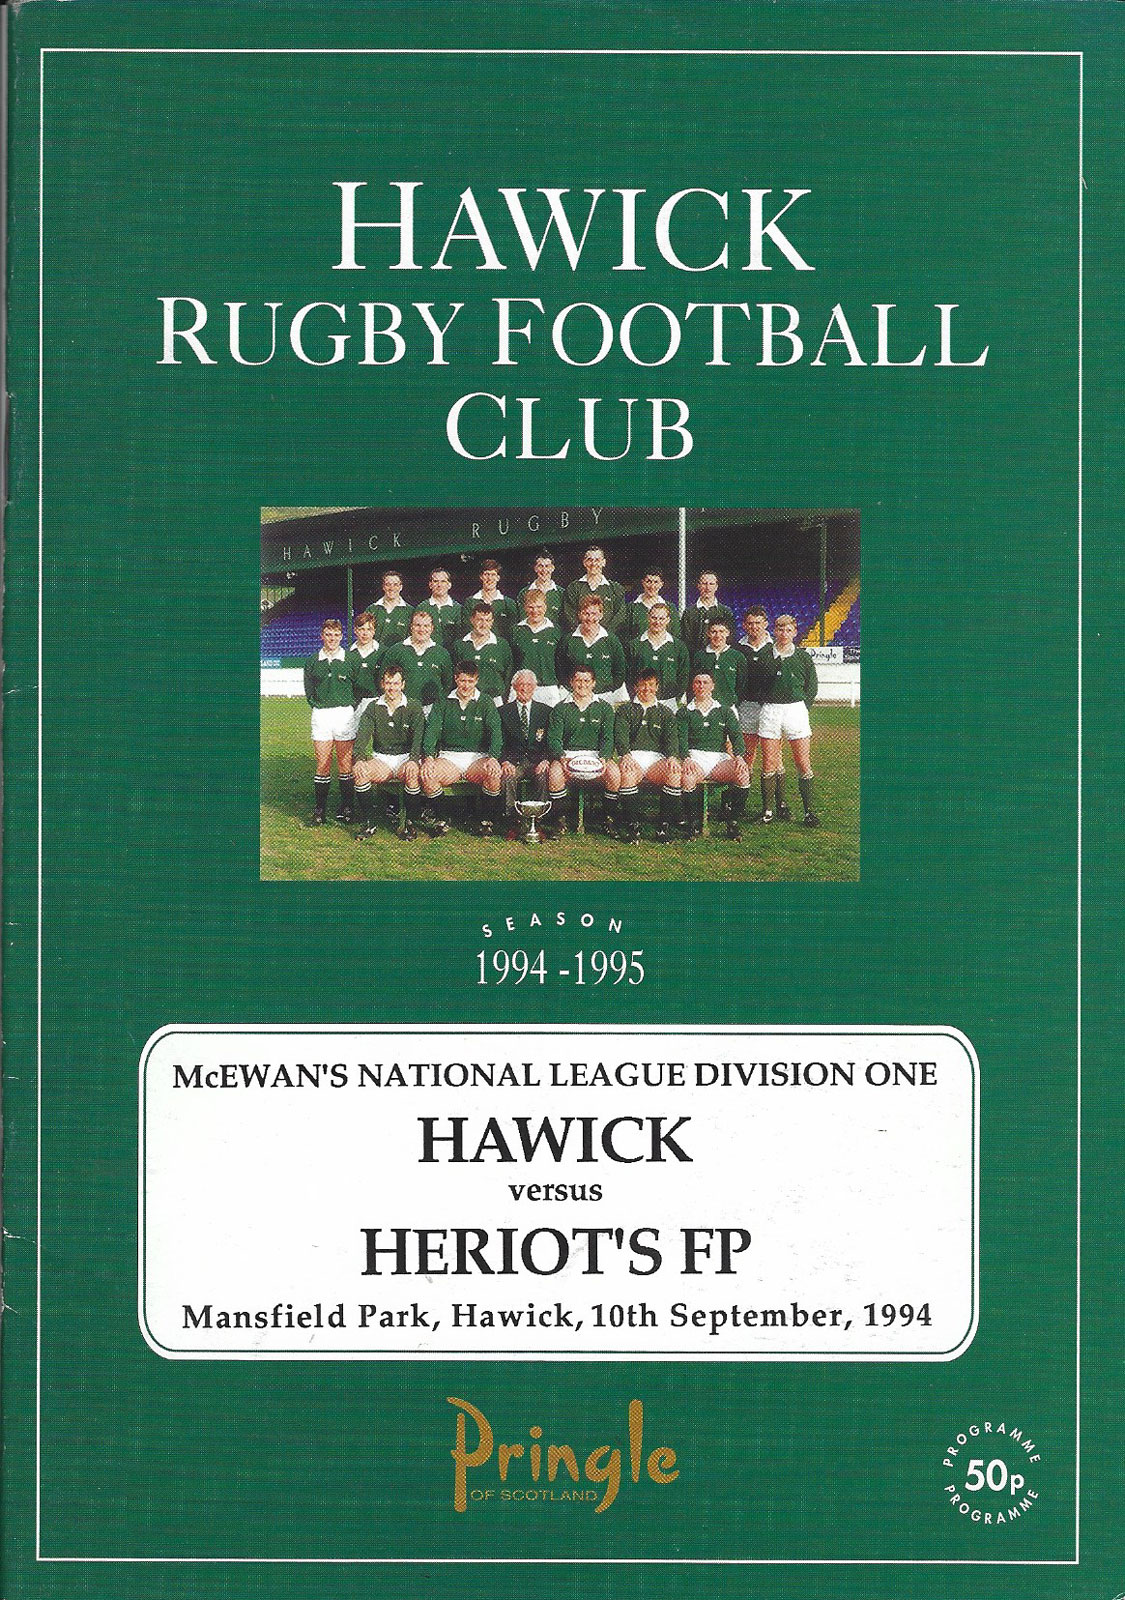 HAWICK
RUGBY FOOTBALL
CLUB
HAWICK RUGBY
Pringle
SEASON
1994-1995
McEWAN'S NATIONAL LEAGUE DIVISION ONE
HAWICK
versus
HERIOT'S FP
Mansfield Park, Hawick, 10th September, 1994
Pringle
OF SCOTLAND
PROGRAMME
50p
PROGRAMME